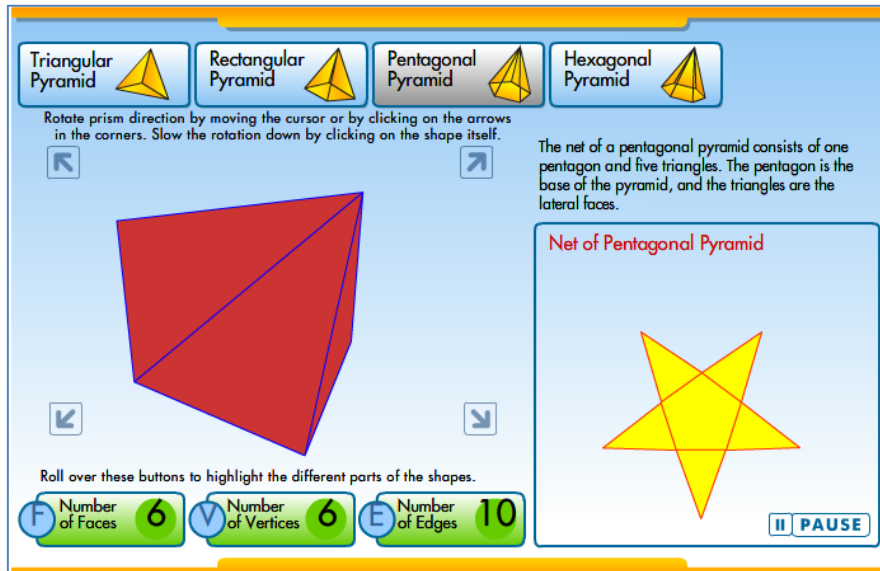 Triangular
Pyramid
Rectangular
Pyramid
Pentagonal
Pyramid
Hexagonal
Pyramid
Rotate prism direction by moving the cursor or by clicking on the arrows
in the corners. Slow the rotation down by clicking on the shape itself.
The net of a pentagonal pyramid consists of one
pentagon and five triangles. The pentagon is the
base of the pyramid, and the triangles are the
lateral faces.
Net of Pentagonal Pyramid
PAUSE
Roll over these buttons to highlight the different parts of the shapes.
F Number
of Faces 6
V Number
of Vertices 6
E Number
of Edges 10